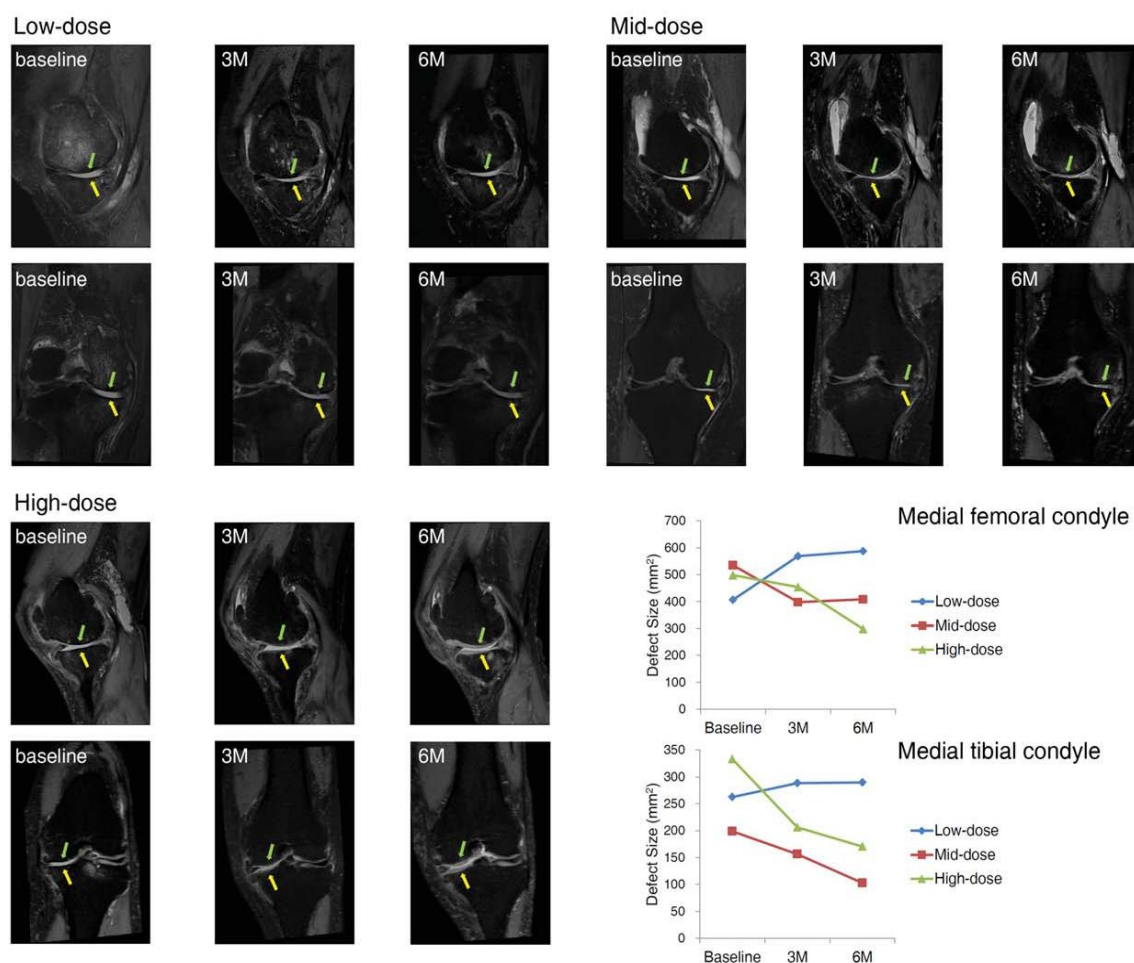 Low-dose
baseline
3M
6M
baseline
3M
6M
Mid-dose
baseline
3M
6M
baseline
3M
6M
High-dose
baseline
3M
6M
baseline
3M
6M
Medial femoral condyle
Defect Size (mm²)
700
600
500
400
300
200
100
0
Baseline
3M
6M
Low-dose
Mid-dose
High-dose
Medial tibial condyle
Defect Size (mm²)
350
300
250
200
150
100
50
0
Baseline
3M
6M
Low-dose
Mid-dose
High-dose